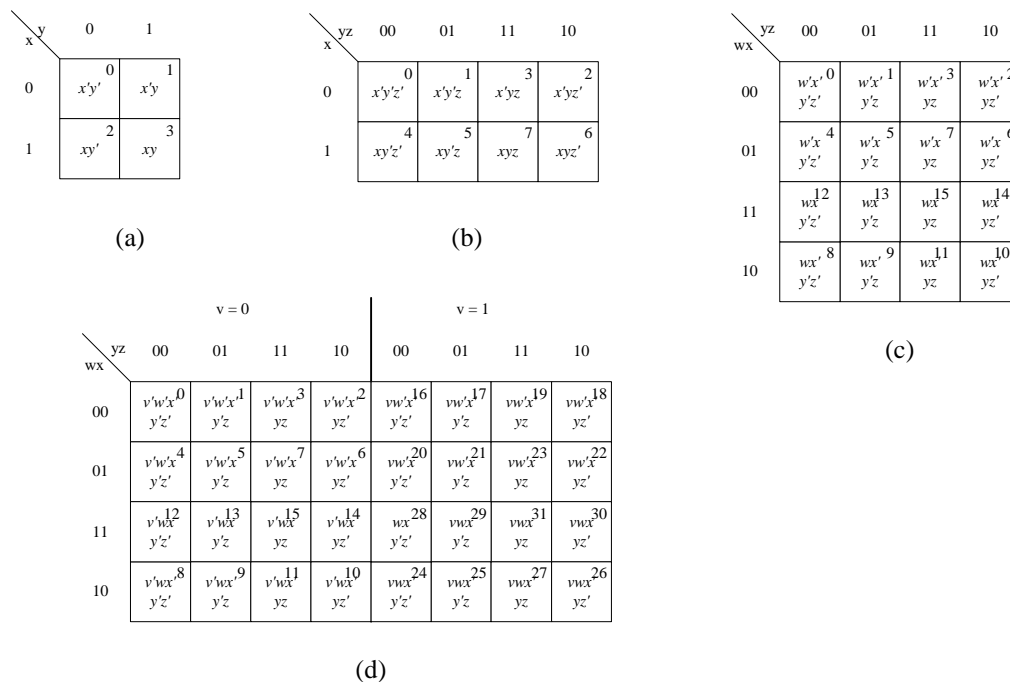 y 0 1
x
0 x'y' 0 x'y 1
1 xy' 2 xy 3
(a)
yz 00 01 11 10
x
0 x'y'z' 0 x'y'z 1 x'yz 3 x'yz' 2
1 xy'z' 4 xy'z 5 xyz 7 xyz' 6
(b)
yz 00 01 11 10
wx
00 w'x' 0 w'x' 1 w'x' 3 w'x' 2
y'z' y'z yz yz'
01 w'x 4 w'x 5 w'x 7 w'x 6
y'z' y'z yz yz'
11 wx 12 wx 13 wx 15 wx 14
y'z' y'z yz yz'
10 wx' 8 wx' 9 wx' 11 wx' 10
y'z' y'z yz yz'
(c)
v = 0 v = 1
yz 00 01 11 10 00 01 11 10
wx
00 v'w'x' 0 v'w'x' 1 v'w'x' 3 v'w'x' 2 vw'x' 16 vw'x' 17 vw'x' 19 vw'x' 18
y'z' y'z yz yz' y'z' y'z yz yz'
01 v'w'x 4 v'w'x 5 v'w'x 7 v'w'x 6 vw'x 20 vw'x 21 vw'x 23 vw'x 22
y'z' y'z yz yz' y'z' y'z yz yz'
11 v'wx 12 v'wx 13 v'wx 15 v'wx 14 wx 28 vwx 29 vwx 31 vwx 30
y'z' y'z yz yz' y'z' y'z yz yz'
10 v'wx' 8 v'wx' 9 v'wx' 11 v'wx' 10 vwx' 24 vwx' 25 vwx' 27 vwx' 26
y'z' y'z yz yz' y'z' y'z yz yz'
(d)